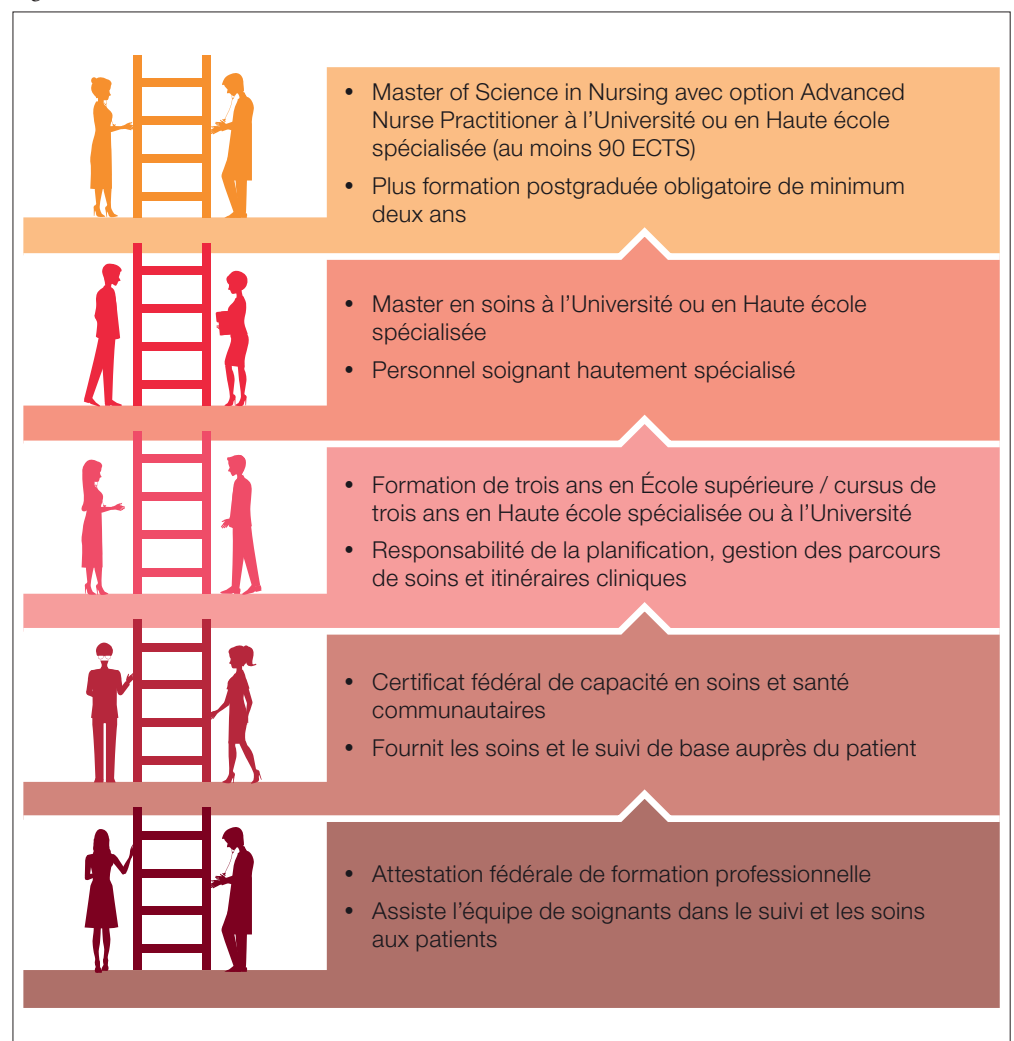 • Master of Science in Nursing avec option Advanced
Nurse Practitioner à l’Université ou en Haute école
spécialisée (au moins 90 ECTS)
• Plus formation postgraduée obligatoire de minimum
deux ans
• Master en soins à l’Université ou en Haute école
spécialisée
• Personnel soignant hautement spécialisé
• Formation de trois ans en École supérieure / cursus de
trois ans en Haute école spécialisée ou à l’Université
• Responsabilité de la planification, gestion des parcours
de soins et itinéraires cliniques
• Certificat fédéral de capacité en soins et santé
communautaires
• Fournit les soins et le suivi de base auprès du patient
• Attestation fédérale de formation professionnelle
• Assiste l’équipe de soignants dans le suivi et les soins
aux patients